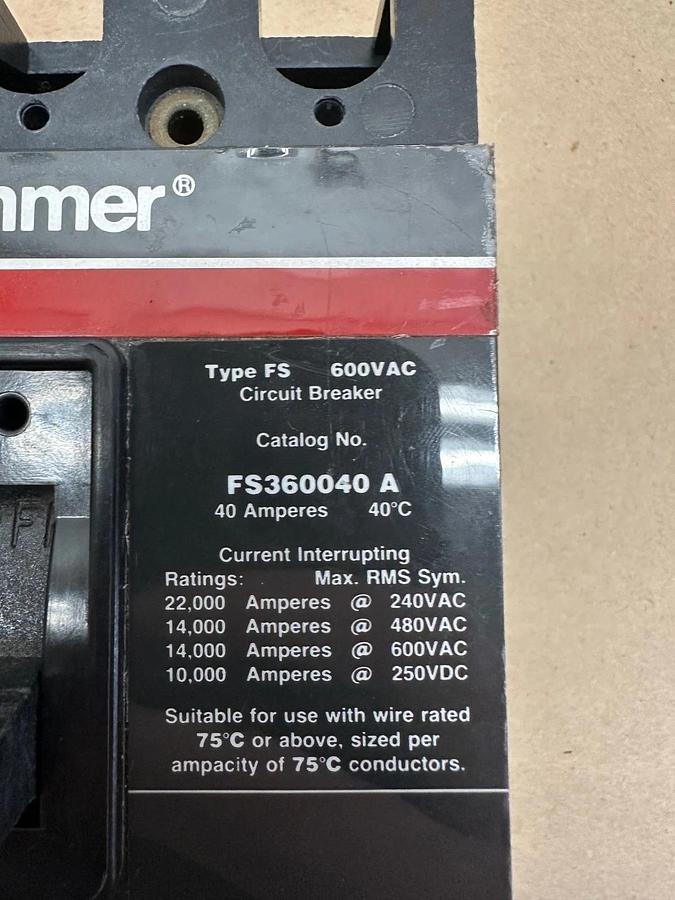 mmer®
Type FS 600VAC
Circuit Breaker
Catalog No.
FS360040 A
40 Amperes 40°C
Current Interrupting
Ratings: Max. RMS Sym.
22,000 Amperes @ 240VAC
14,000 Amperes @ 480VAC
14,000 Amperes @ 600VAC
10,000 Amperes @ 250VDC
Suitable for use with wire rated
75°C or above, sized per
ampacity of 75°C conductors.